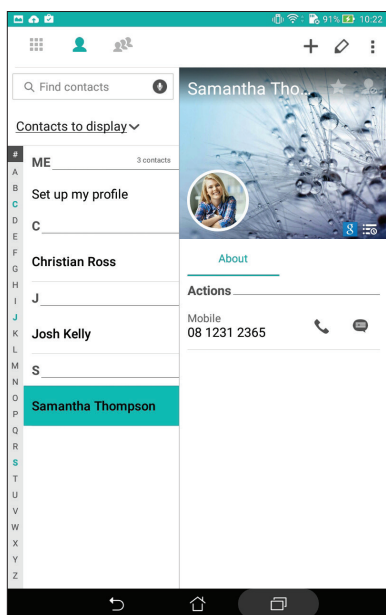 91% 10:22
Find contacts
Contacts to display
Samantha Tho...
#
A
B
C
D
E
F
G
H
I
J
K
L
M
N
O
P
Q
R
S
T
U
V
W
X
Y
Z
ME 3 contacts
Set up my profile
C
Christian Ross
J
Josh Kelly
S
Samantha Thompson
8
About
Actions
Mobile
08 1231 2365